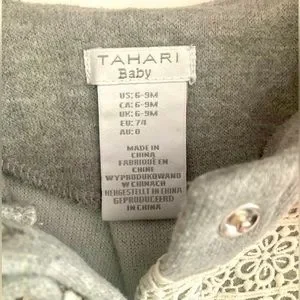 TAHARI
Baby
US: 6-9M
CA: 6-9M
UK: 6-9M
EU: 74
AU: 0
MADE IN
CHINA
FABRIQUÉ EN
CHINE
WYPRODUKOWANO
W CHINACH
HERGESTELLT IN CHINA
GEPRODUCEERD
IN CHINA